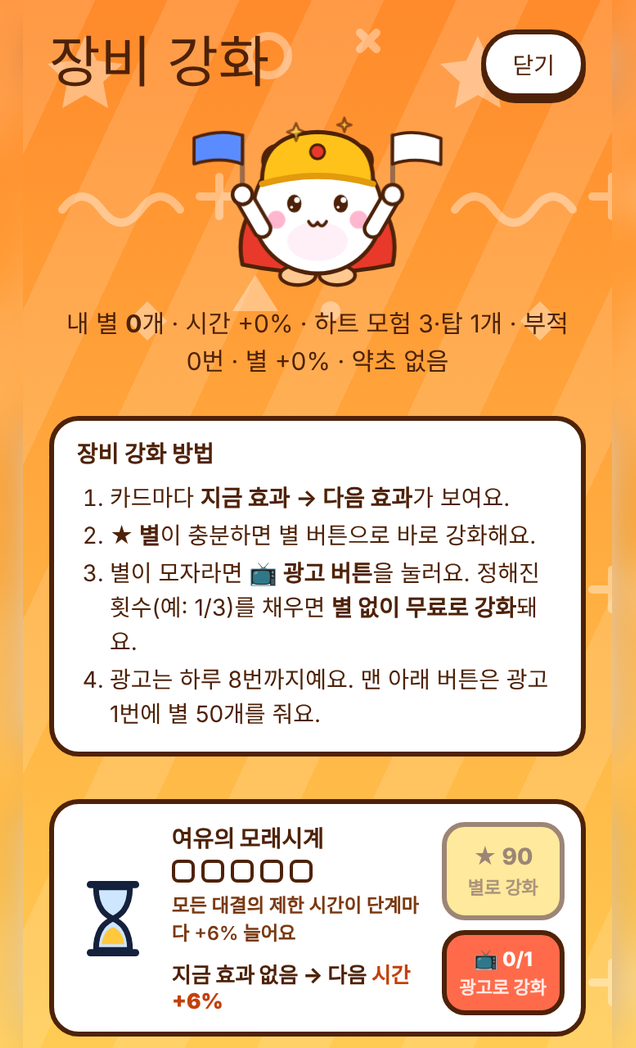 장비 강화
닫기
내 별 0개 · 시간 +0% · 하트 모험 3·탑 1개 · 부적
0번 · 별 +0% · 약초 없음
장비 강화 방법
1. 카드마다 지금 효과 → 다음 효과가 보여요.
2. ★ 별이 충분하면 별 버튼으로 바로 강화해요.
3. 별이 모자라면 📺 광고 버튼을 눌러요. 정해진
횟수(예: 1/3)를 채우면 별 없이 무료로 강화돼
요.
4. 광고는 하루 8번까지예요. 맨 아래 버튼은 광고
1번에 별 50개를 줘요.
여유의 모래시계
모든 대결의 제한 시간이 단계마
다 +6% 늘어요
지금 효과 없음 → 다음 시간
+6%
★ 90
별로 강화
📺 0/1
광고로 강화